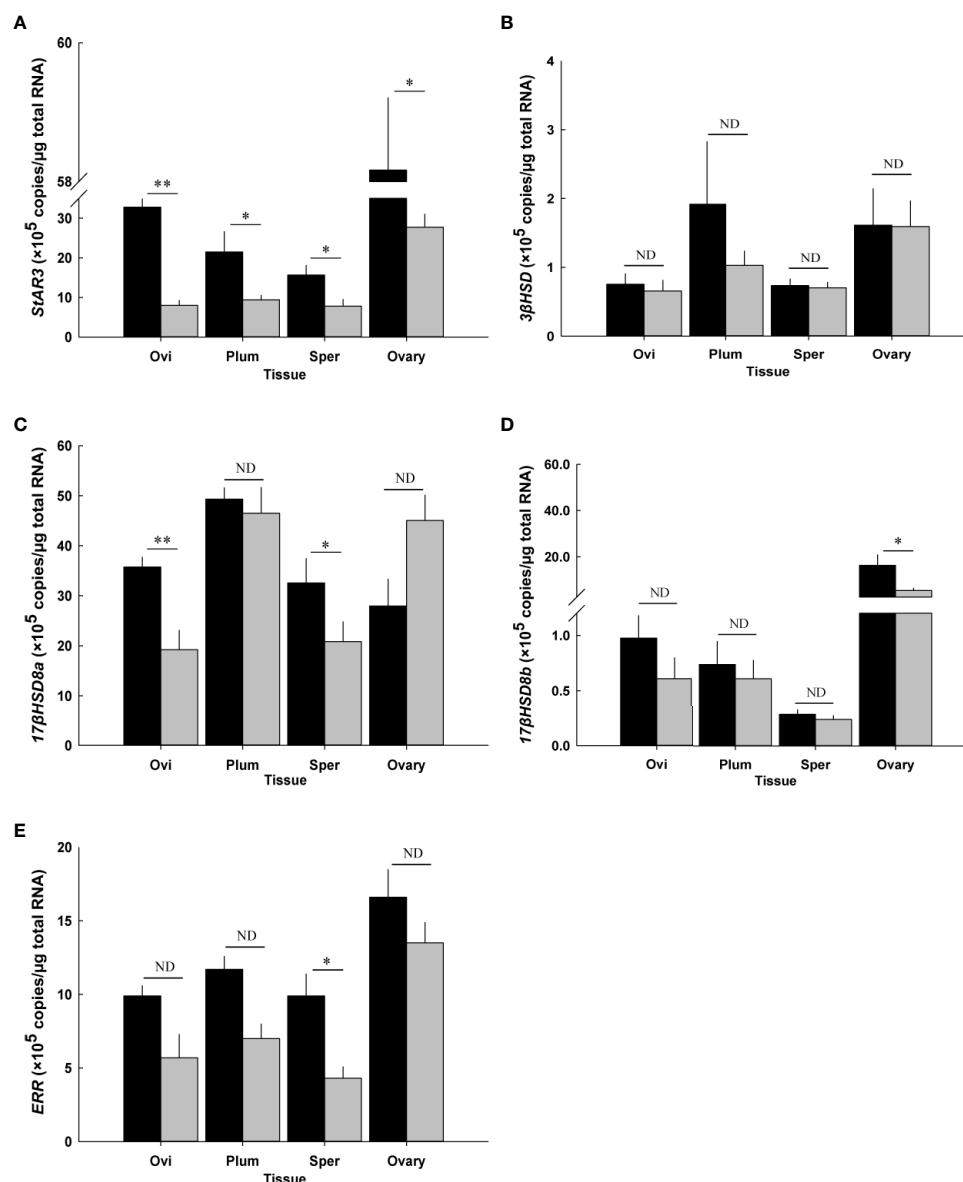 A
StAR3 (×10⁵ copies/μg total RNA)
60
58
30
20
10
0
**
*
*
*
Ovi Plum Sper Ovary
Tissue
B
3βHSD (×10⁵ copies/μg total RNA)
4
3
2
1
0
ND
ND
ND
ND
Ovi Plum Sper Ovary
Tissue
C
17βHSD8a (×10⁵ copies/μg total RNA)
60
50
40
30
20
10
0
**
ND
*
ND
Ovi Plum Sper Ovary
Tissue
D
17βHSD8b (×10⁵ copies/μg total RNA)
60.0
40.0
20.0
1.0
0.5
0.0
ND
ND
ND
*
Ovi Plum Sper Ovary
Tissue
E
ERR (×10⁵ copies/μg total RNA)
20
15
10
5
0
ND
ND
*
ND
Ovi Plum Sper Ovary
Tissue